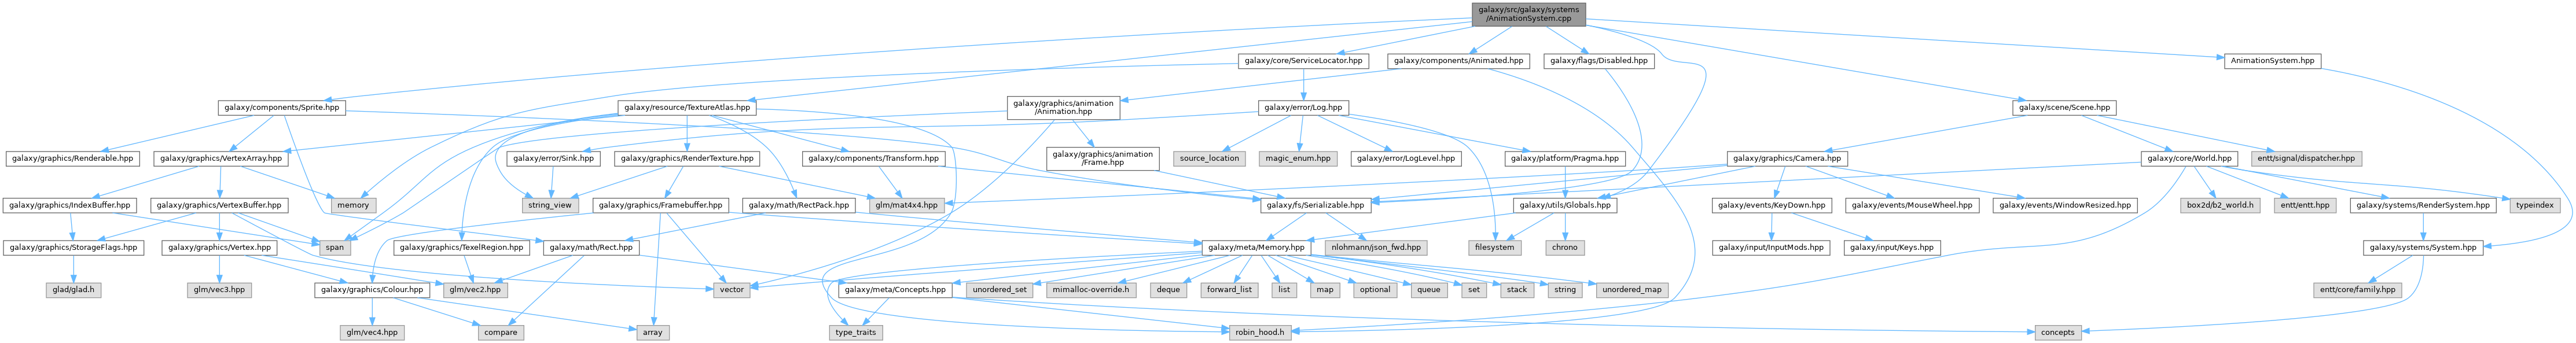 galaxy/src/galaxy/systems
/AnimationSystem.cpp
galaxy/core/ServiceLocator.hpp
galaxy/components/Animated.hpp
galaxy/flags/Disabled.hpp
AnimationSystem.hpp
galaxy/components/Sprite.hpp
galaxy/resource/TextureAtlas.hpp
galaxy/graphics/animation
/Animation.hpp
galaxy/error/Log.hpp
galaxy/scene/Scene.hpp
galaxy/graphics/Renderable.hpp
galaxy/graphics/VertexArray.hpp
galaxy/error/Sink.hpp
galaxy/graphics/RenderTexture.hpp
galaxy/components/Transform.hpp
galaxy/graphics/animation
/Frame.hpp
source_location
magic_enum.hpp
galaxy/error/LogLevel.hpp
galaxy/platform/Pragma.hpp
galaxy/graphics/Camera.hpp
galaxy/core/World.hpp
entt/signal/dispatcher.hpp
galaxy/graphics/IndexBuffer.hpp
galaxy/graphics/VertexBuffer.hpp
memory
string_view
galaxy/graphics/Framebuffer.hpp
galaxy/math/RectPack.hpp
glm/mat4x4.hpp
galaxy/fs/Serializable.hpp
galaxy/utils/Globals.hpp
galaxy/events/KeyDown.hpp
galaxy/events/MouseWheel.hpp
galaxy/events/WindowResized.hpp
box2d/b2_world.h
entt/entt.hpp
galaxy/systems/RenderSystem.hpp
typeindex
galaxy/graphics/StorageFlags.hpp
galaxy/graphics/Vertex.hpp
span
galaxy/graphics/TexelRegion.hpp
galaxy/math/Rect.hpp
galaxy/meta/Memory.hpp
nlohmann/json_fwd.hpp
filesystem
chrono
galaxy/input/InputMods.hpp
galaxy/input/Keys.hpp
galaxy/systems/System.hpp
glad/glad.h
glm/vec3.hpp
galaxy/graphics/Colour.hpp
glm/vec2.hpp
vector
galaxy/meta/Concepts.hpp
unordered_set
mimalloc-override.h
deque
forward_list
list
map
optional
queue
set
stack
string
unordered_map
entt/core/family.hpp
glm/vec4.hpp
compare
array
type_traits
robin_hood.h
concepts